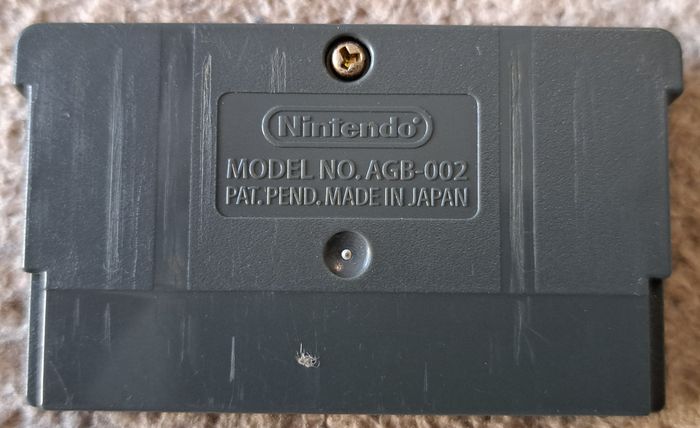 Nintendo
MODEL NO. AGB-002
PAT. PEND. MADE IN JAPAN